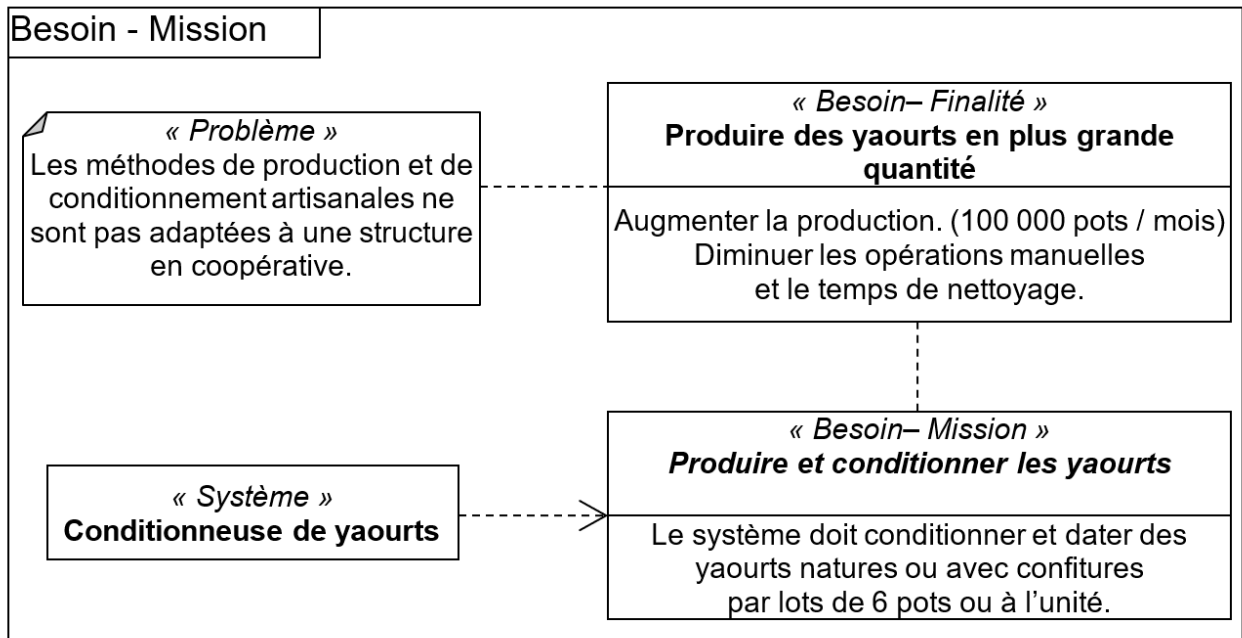 Besoin - Mission
« Problème »
Les méthodes de production et de
conditionnement artisanales ne
sont pas adaptées à une structure
en coopérative.
« Besoin– Finalité »
Produire des yaourts en plus grande
quantité
Augmenter la production. (100 000 pots / mois)
Diminuer les opérations manuelles
et le temps de nettoyage.
« Système »
Conditionneuse de yaourts
« Besoin– Mission »
Produire et conditionner les yaourts
Le système doit conditionner et dater des
yaourts natures ou avec confitures
par lots de 6 pots ou à l’unité.